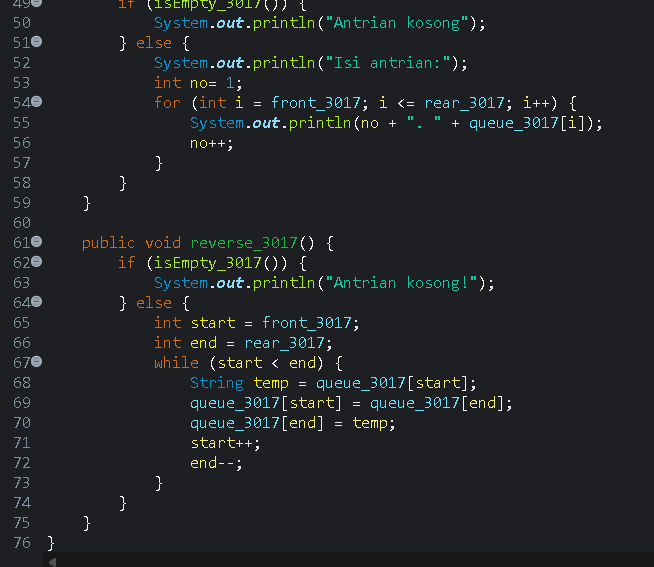 49 if (isEmpty_3017()) {
50 System.out.println("Antrian kosong");
51 } else {
52 System.out.println("Isi antrian:");
53 int no= 1;
54 for (int i = front_3017; i <= rear_3017; i++) {
55 System.out.println(no + ". " + queue_3017[i]);
56 no++;
57 }
58 }
59 }
60
61 public void reverse_3017() {
62 if (isEmpty_3017()) {
63 System.out.println("Antrian kosong!");
64 } else {
65 int start = front_3017;
66 int end = rear_3017;
67 while (start < end) {
68 String temp = queue_3017[start];
69 queue_3017[start] = queue_3017[end];
70 queue_3017[end] = temp;
71 start++;
72 end--;
73 }
74 }
75 }
76 }